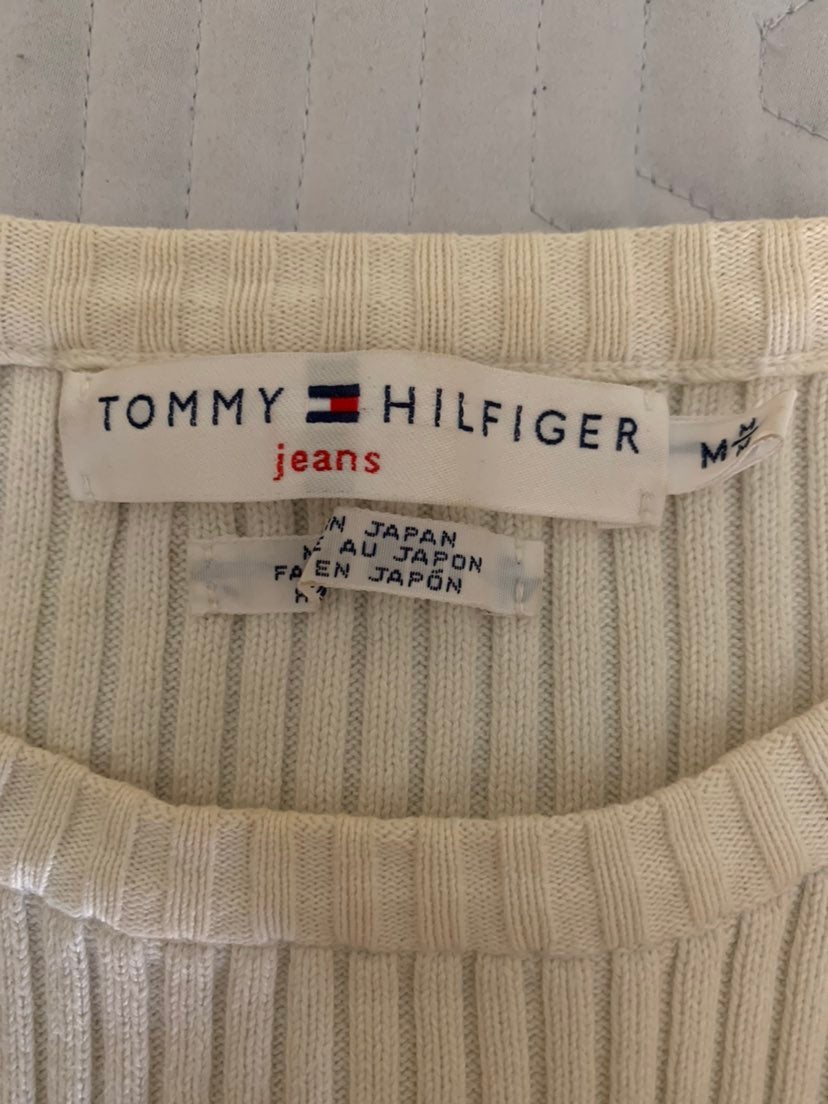 TOMMY HILFIGER
jeans
M
JAPAN
AU JAPON
EN JAPÓN